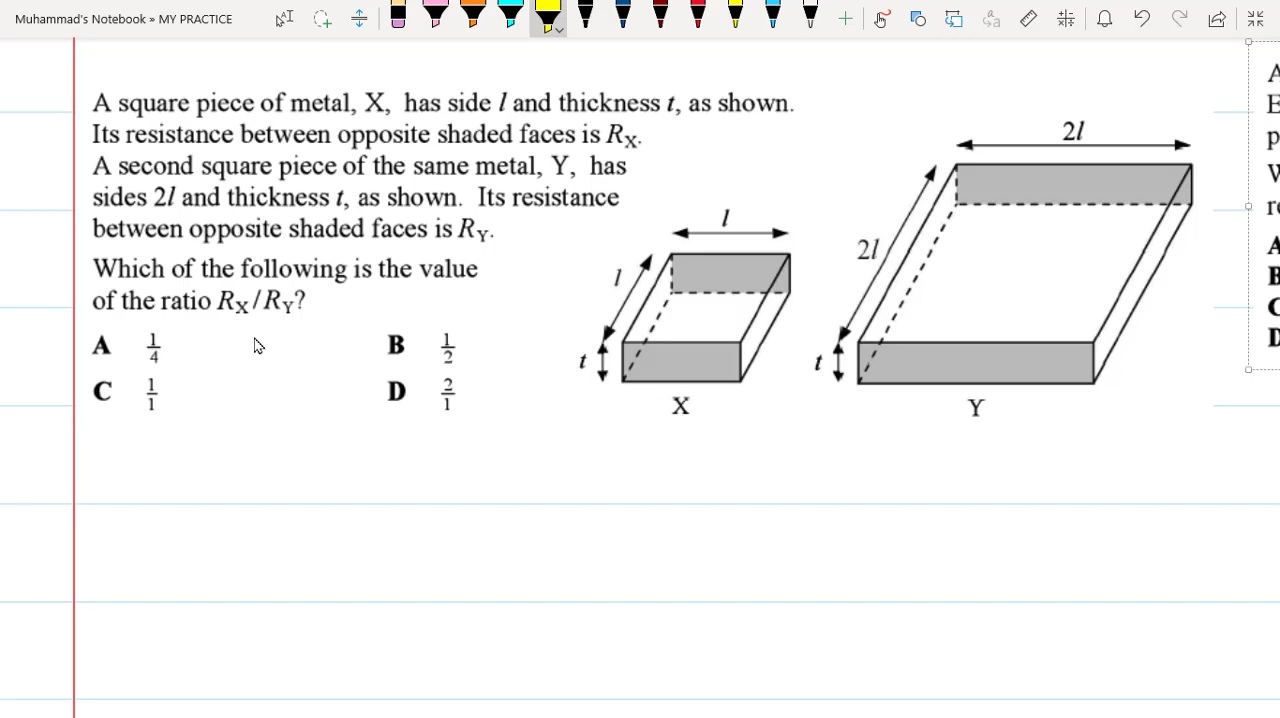 Muhammad's Notebook » MY PRACTICE
A square piece of metal, X, has side l and thickness t, as shown.
Its resistance between opposite shaded faces is RX.
A second square piece of the same metal, Y, has
sides 2l and thickness t, as shown. Its resistance
between opposite shaded faces is RY.
Which of the following is the value
of the ratio RX/RY?
A 1/4 B 1/2
C 1/1 D 2/1
l
l
t
X
2l
2l
t
Y
A
E
p
W
re
A
B
C
D